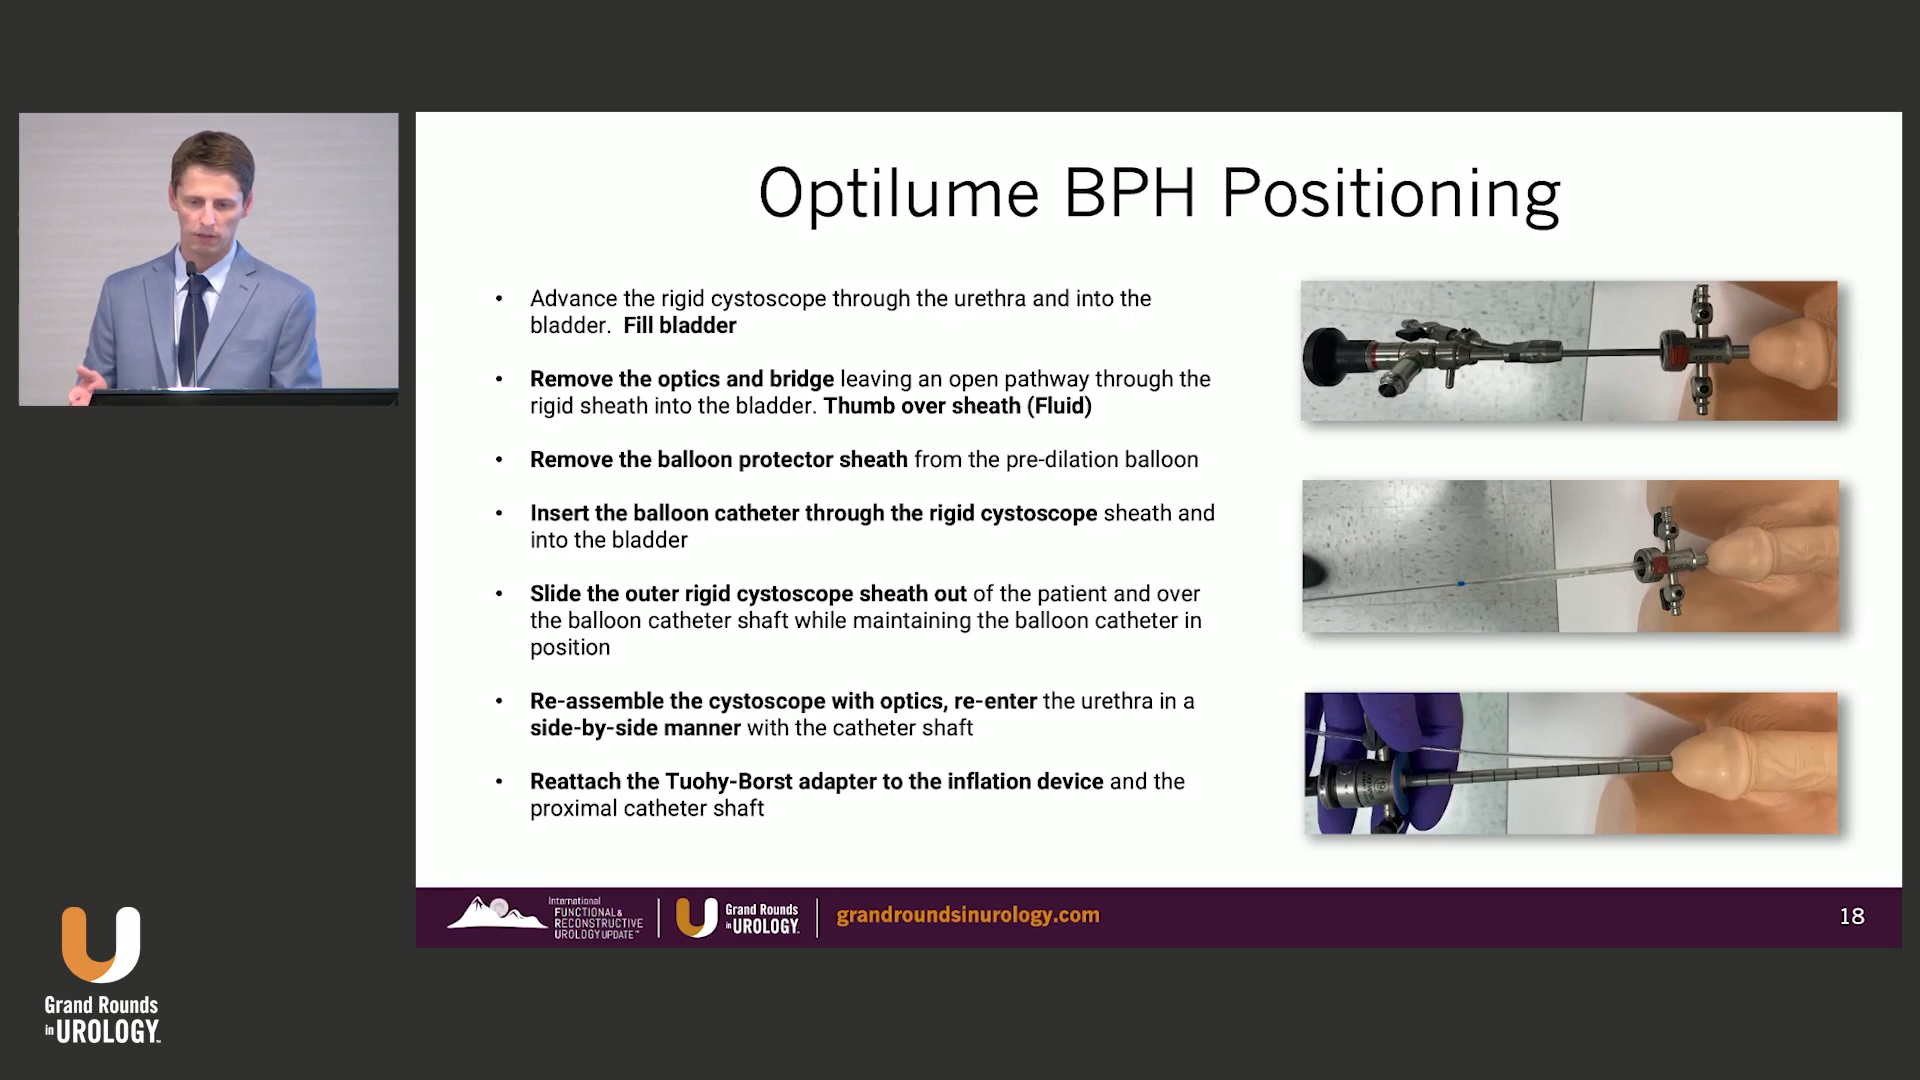 Optilume BPH Positioning
• Advance the rigid cystoscope through the urethra and into the
bladder. Fill bladder
• Remove the optics and bridge leaving an open pathway through the
rigid sheath into the bladder. Thumb over sheath (Fluid)
• Remove the balloon protector sheath from the pre-dilation balloon
• Insert the balloon catheter through the rigid cystoscope sheath and
into the bladder
• Slide the outer rigid cystoscope sheath out of the patient and over
the balloon catheter shaft while maintaining the balloon catheter in
position
• Re-assemble the cystoscope with optics, re-enter the urethra in a
side-by-side manner with the catheter shaft
• Reattach the Tuohy-Borst adapter to the inflation device and the
proximal catheter shaft
International
FUNCTIONAL &
RECONSTRUCTIVE
UROLOGY UPDATE™
Grand Rounds
in UROLOGY.
grandroundsinurology.com
18
Grand Rounds
in UROLOGY™